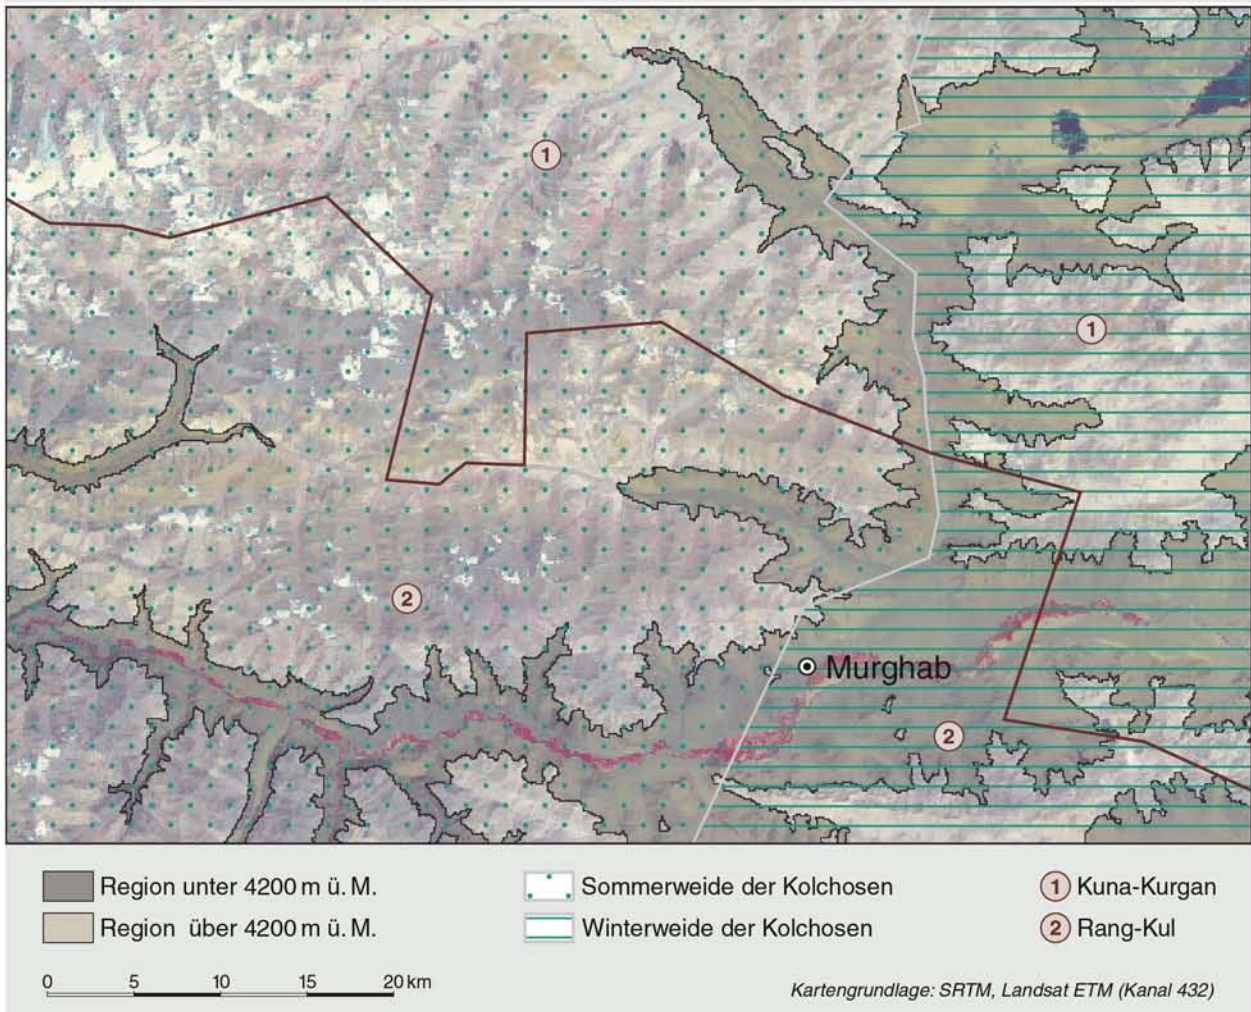 1
1
2
Murghab
2
Region unter 4200 m ü. M.
Region über 4200 m ü. M.
Sommerweide der Kolchosen
Winterweide der Kolchosen
1 Kuna-Kurgan
2 Rang-Kul
0 5 10 15 20 km
Kartengrundlage: SRTM, Landsat ETM (Kanal 432)